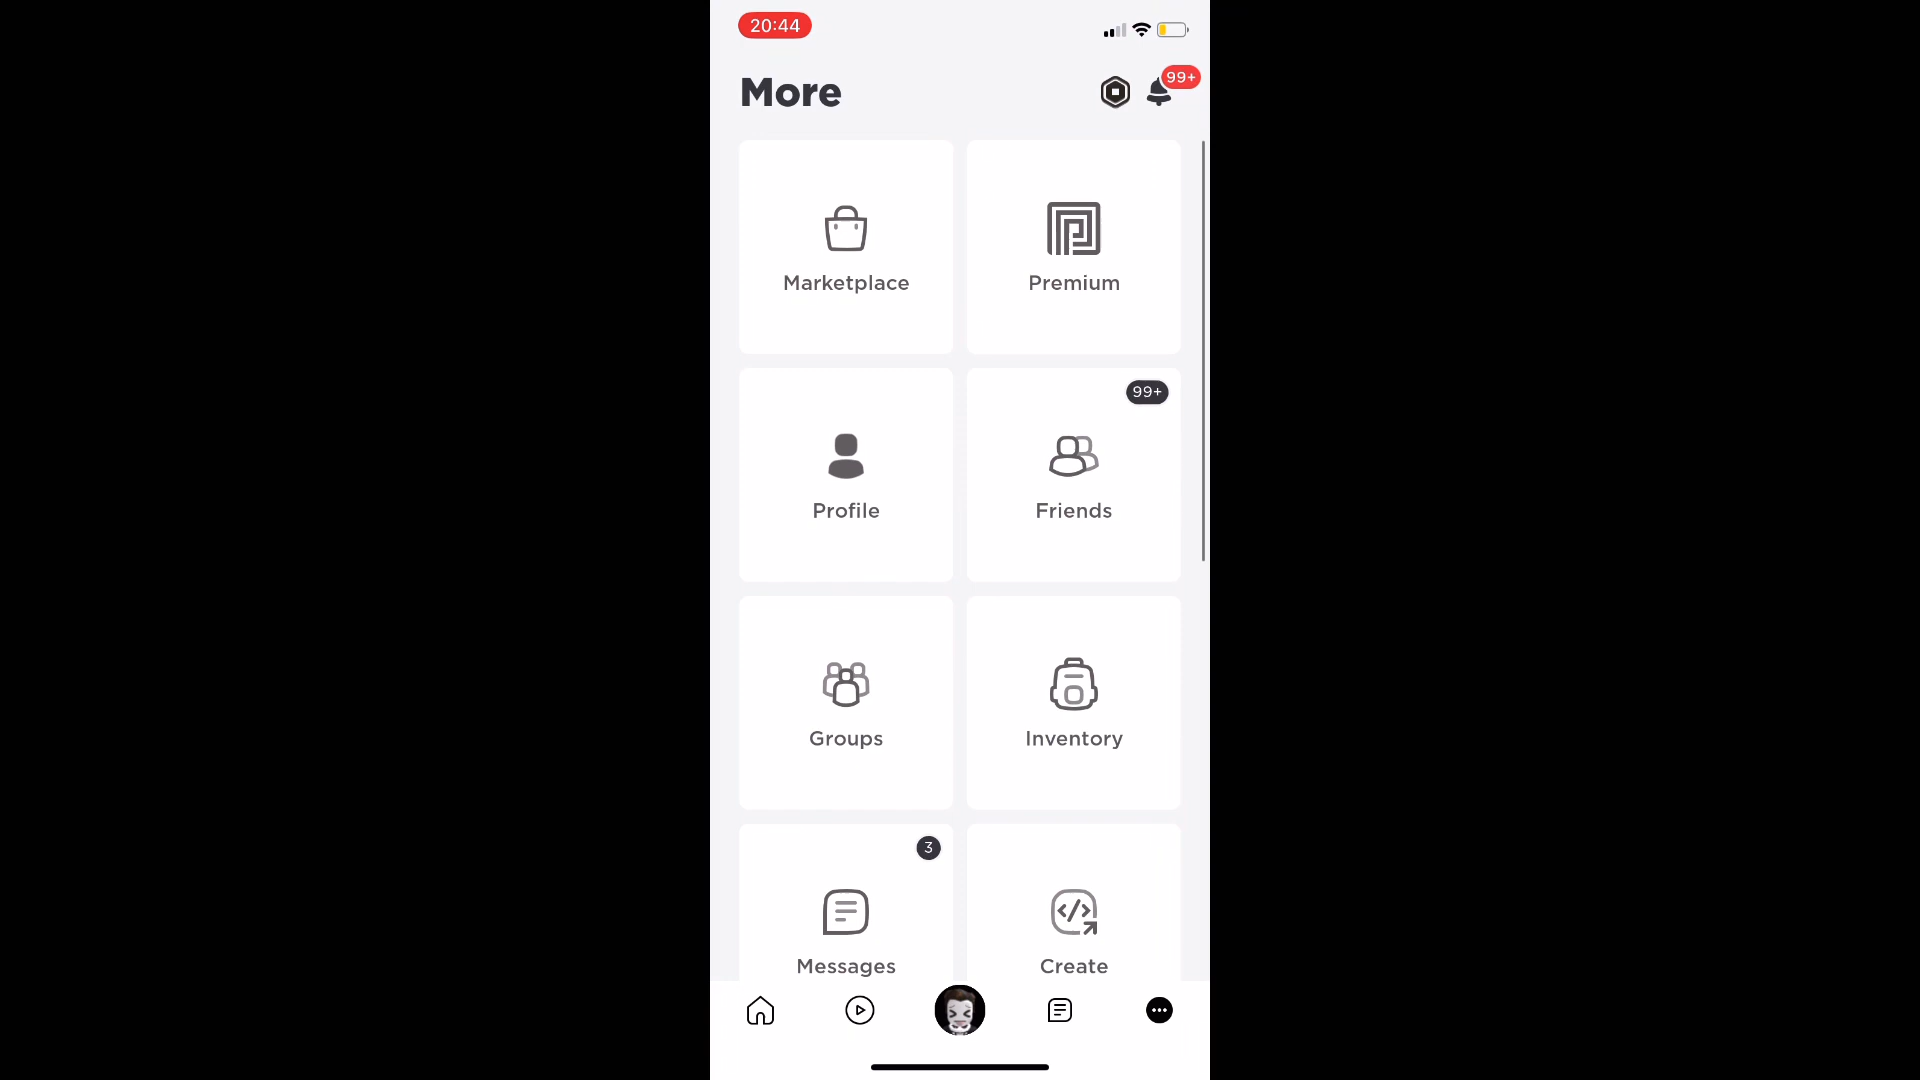 20:44
More
99+
Marketplace
Premium
99+
Profile
Friends
Groups
Inventory
3
Messages
Create